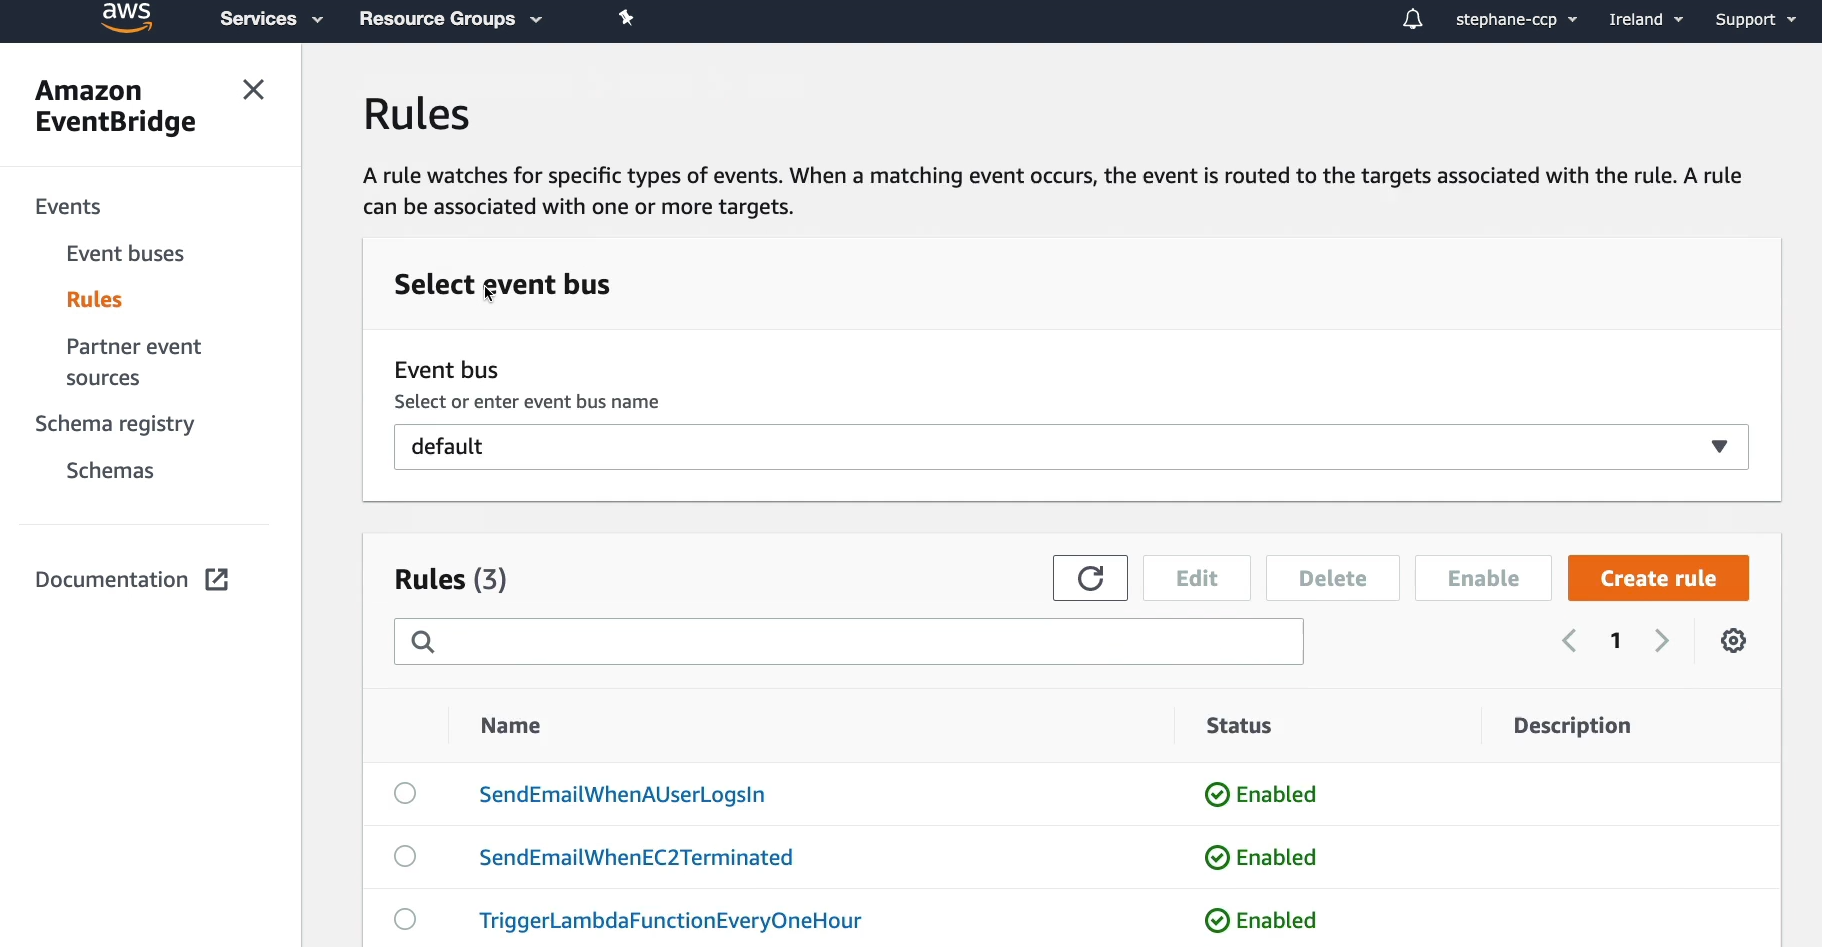 aws
Services
Resource Groups
stephane-ccp
Ireland
Support
Amazon
EventBridge
Events
Event buses
Rules
Partner event
sources
Schema registry
Schemas
Documentation
Rules
A rule watches for specific types of events. When a matching event occurs, the event is routed to the targets associated with the rule. A rule
can be associated with one or more targets.
Select event bus
Event bus
Select or enter event bus name
default
Rules (3)
Edit
Delete
Enable
Create rule
1
Name
Status
Description
SendEmailWhenAUserLogsIn
Enabled
SendEmailWhenEC2Terminated
Enabled
TriggerLambdaFunctionEveryOneHour
Enabled